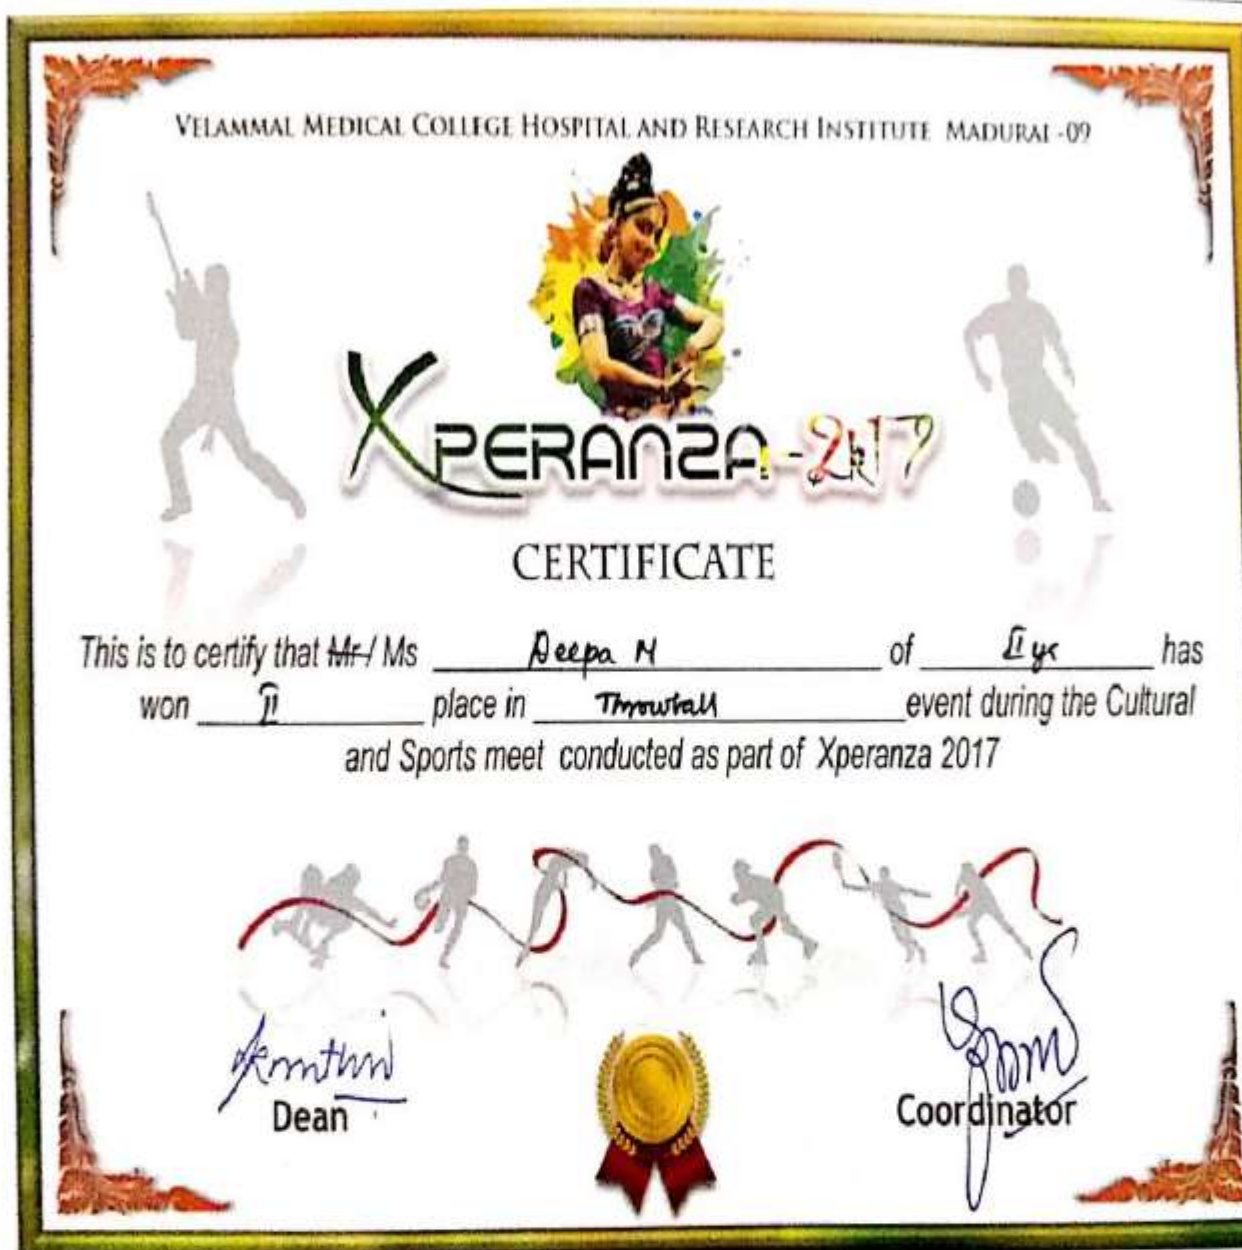 VELAMMAL MEDICAL COLLEGE HOSPITAL AND RESEARCH INSTITUTE MADURAI -09
XPERANZA -2k17
CERTIFICATE
This is to certify that Mr / Ms Deepa M of II yr has
won II place in Throwball event during the Cultural
and Sports meet conducted as part of Xperanza 2017
Dean
Coordinator